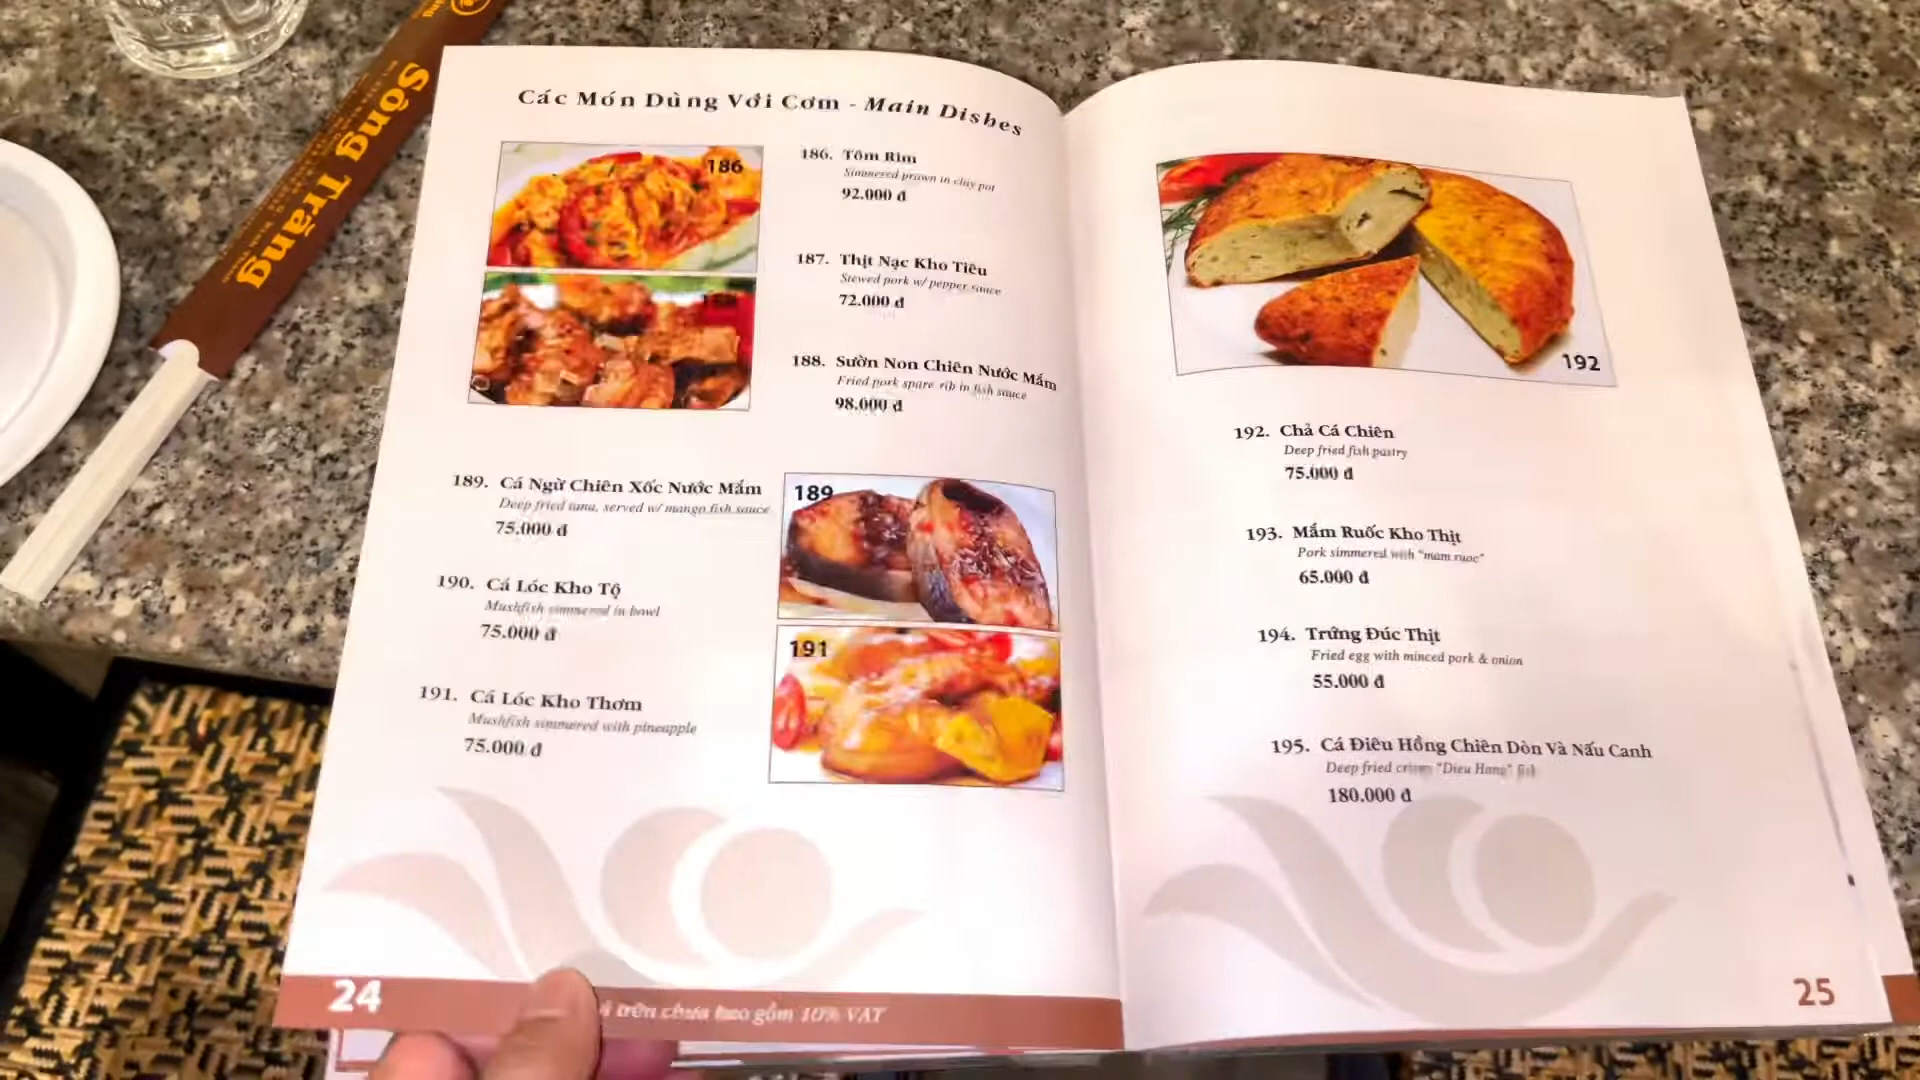 Sông Trăng
Các Món Dùng Với Cơm - Main Dishes
186
186. Tôm Rim
Simmered prawn in clay pot
92.000 đ
187. Thịt Nạc Kho Tiêu
Stewed pork w/ pepper sauce
72.000 đ
188. Sườn Non Chiên Nước Mắm
Fried pork spare rib in fish sauce
98.000 đ
189. Cá Ngừ Chiên Xốc Nước Mắm
Deep fried tuna, served w/ mango fish sauce
75.000 đ
189
190. Cá Lóc Kho Tộ
Mushfish simmered in bowl
75.000 đ
191
191. Cá Lóc Kho Thơm
Mushfish simmered with pineapple
75.000 đ
24
trên chưa bao gồm 10% VAT
192
192. Chả Cá Chiên
Deep fried fish pastry
75.000 đ
193. Mắm Ruốc Kho Thịt
Pork simmered with "mam ruoc"
65.000 đ
194. Trứng Đúc Thịt
Fried egg with minced pork & onion
55.000 đ
195. Cá Điêu Hồng Chiên Dòn Và Nấu Canh
Deep fried crispy "Dieu Hong" fish
180.000 đ
25